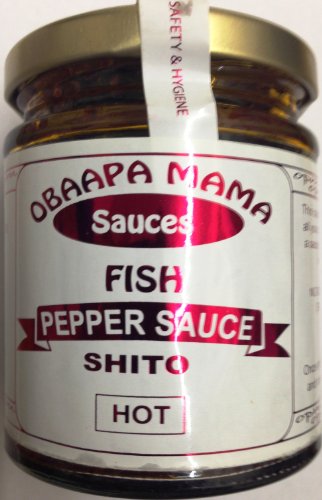 SAFETY & HYGIENE
OBAAPA MAMA
Sauces
FISH
PEPPER SAUCE
SHITO
HOT